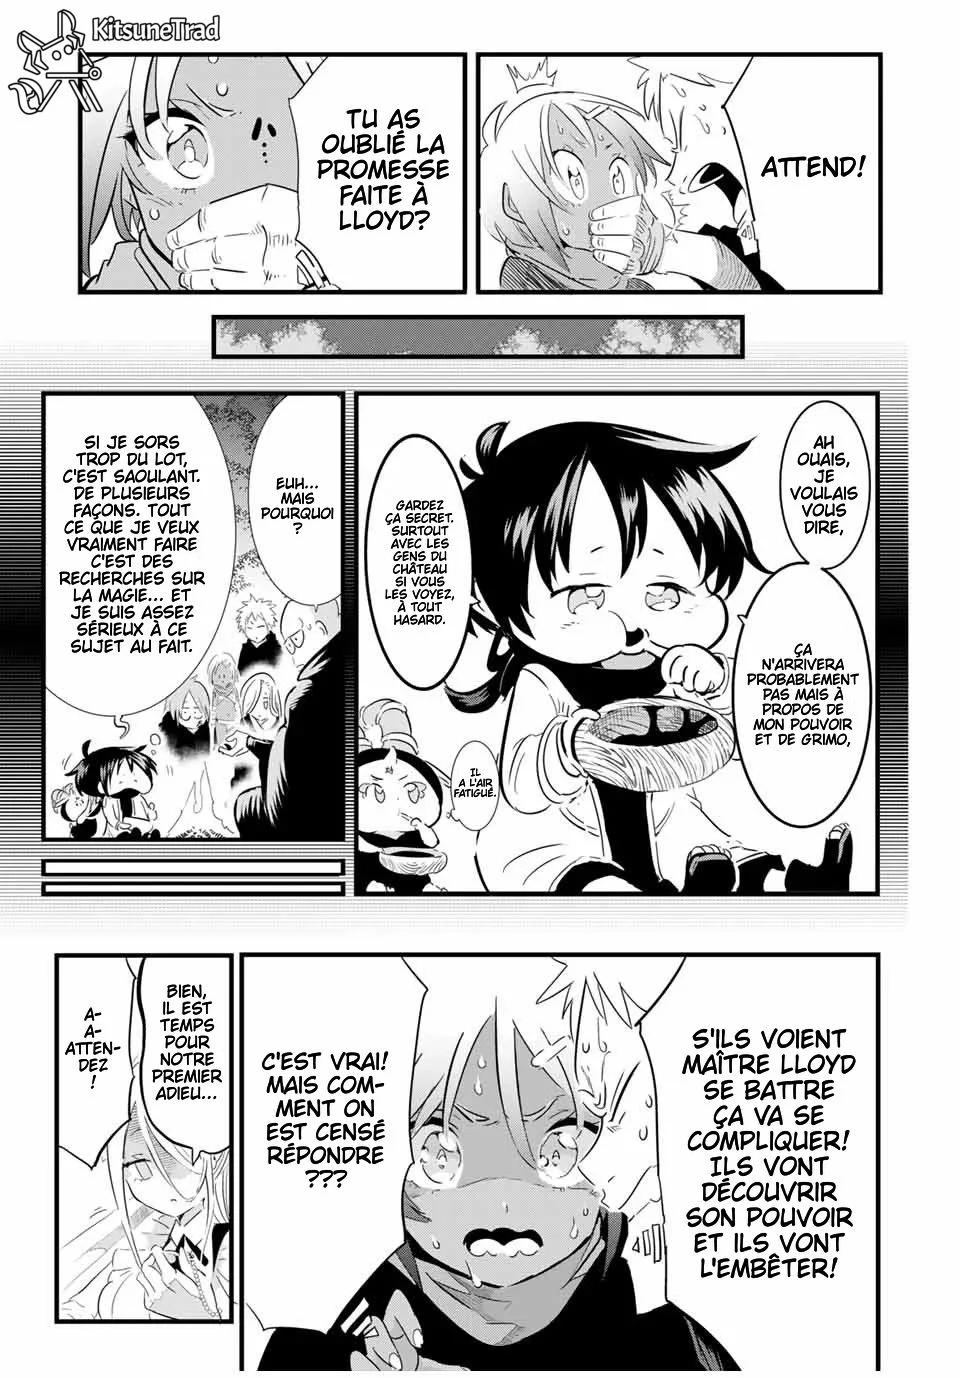 KitsuneTrad
ATTEND!
TU AS
OUBLIÉ LA
PROMESSE
FAITE À
LLOYD?
AH
OUAIS, JE
VOULAIS
VOUS
DIRE,
ÇA
N'ARRIVERA
PROBABLEMENT
PAS MAIS À
PROPOS DE
MON POUVOIR
ET DE GRIMO,
GARDEZ
ÇA SECRET.
SURTOUT
AVEC LES
GENS DU
CHÂTEAU
SI VOUS
LES VOYEZ,
À TOUT
HASARD.
IL
A L'AIR
FATIGUÉ.
EUH...
MAIS
POURQUOI
?
SI JE SORS
TROP DU LOT,
C'EST SAOULANT.
DE PLUSIEURS
FAÇONS. TOUT
CE QUE JE VEUX
VRAIMENT FAIRE
C'EST DES
RECHERCHES SUR
LA MAGIE... ET
JE SUIS ASSEZ
SÉRIEUX À CE
SUJET AU FAIT.
S'ILS VOIENT
MAÎTRE LLOYD
SE BATTRE
ÇA VA SE
COMPLIQUER!
ILS VONT
DÉCOUVRIR
SON POUVOIR
ET ILS VONT
L'EMBÊTER!
C'EST VRAI!
MAIS COM-
MENT ON
EST CENSÉ
RÉPONDRE
???
BIEN,
IL EST
TEMPS
POUR
NOTRE
PREMIER
ADIEU...
A-
A-
ATTEN-
DEZ
!